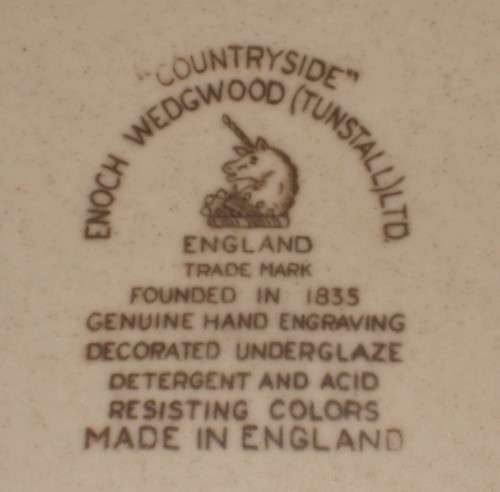 "COUNTRYSIDE"
ENOCH WEDGWOOD (TUNSTALL) LTD.
ENGLAND
TRADE MARK
FOUNDED IN 1835
GENUINE HAND ENGRAVING
DECORATED UNDERGLAZE
DETERGENT AND ACID
RESISTING COLORS
MADE IN ENGLAND